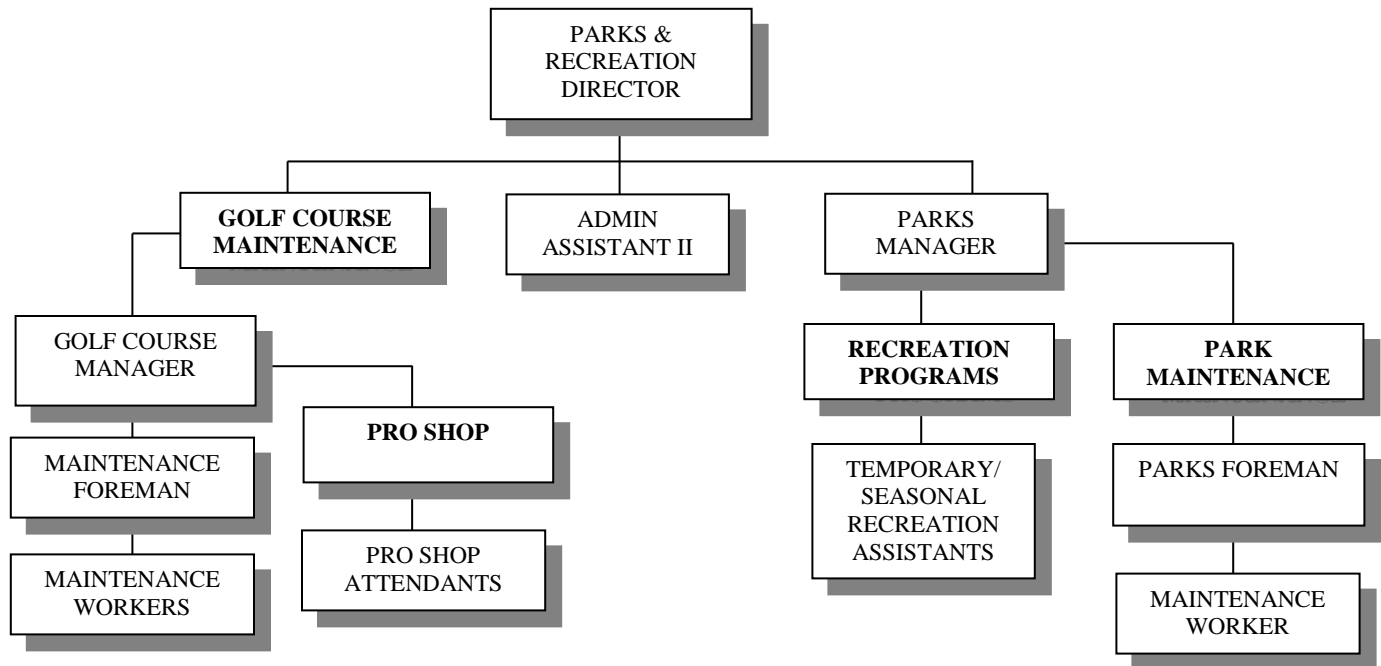 PARKS &
RECREATION
DIRECTOR
GOLF COURSE
MAINTENANCE
ADMIN
ASSISTANT II
PARKS
MANAGER
GOLF COURSE
MANAGER
RECREATION
PROGRAMS
PARK
MAINTENANCE
PRO SHOP
MAINTENANCE
FOREMAN
TEMPORARY/
SEASONAL
RECREATION
ASSISTANTS
PARKS FOREMAN
PRO SHOP
ATTENDANTS
MAINTENANCE
WORKERS
MAINTENANCE
WORKER